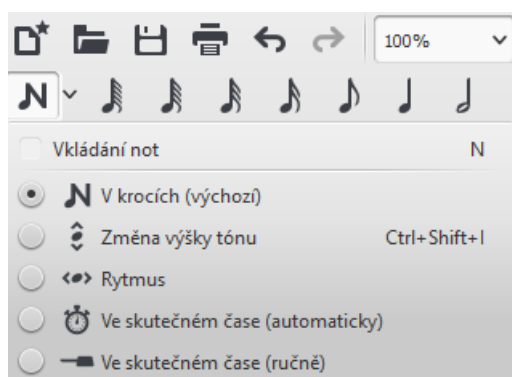 100%
Vkládání not N
V krocích (výchozí)
Změna výšky tónu Ctrl+Shift+I
Rytmus
Ve skutečném čase (automaticky)
Ve skutečném čase (ručně)